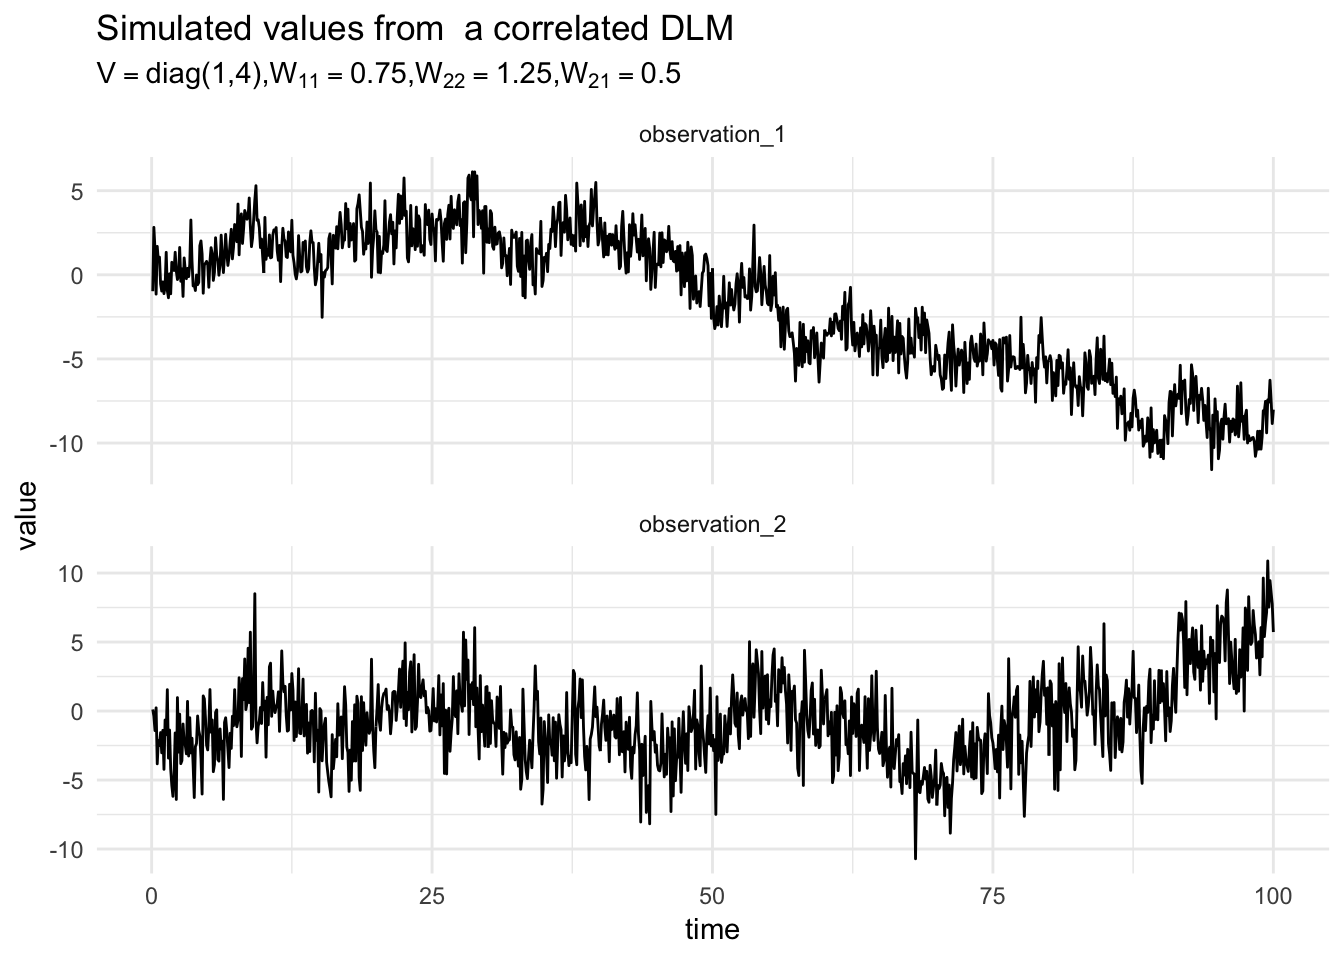 Simulated values from  a correlated DLM
V = diag(1,4),W₁₁ = 0.75,W₂₂ = 1.25,W₂₁ = 0.5
observation_1
5
0
-5
-10
value
observation_2
10
5
0
-5
-10
0 25 50 75 100
time